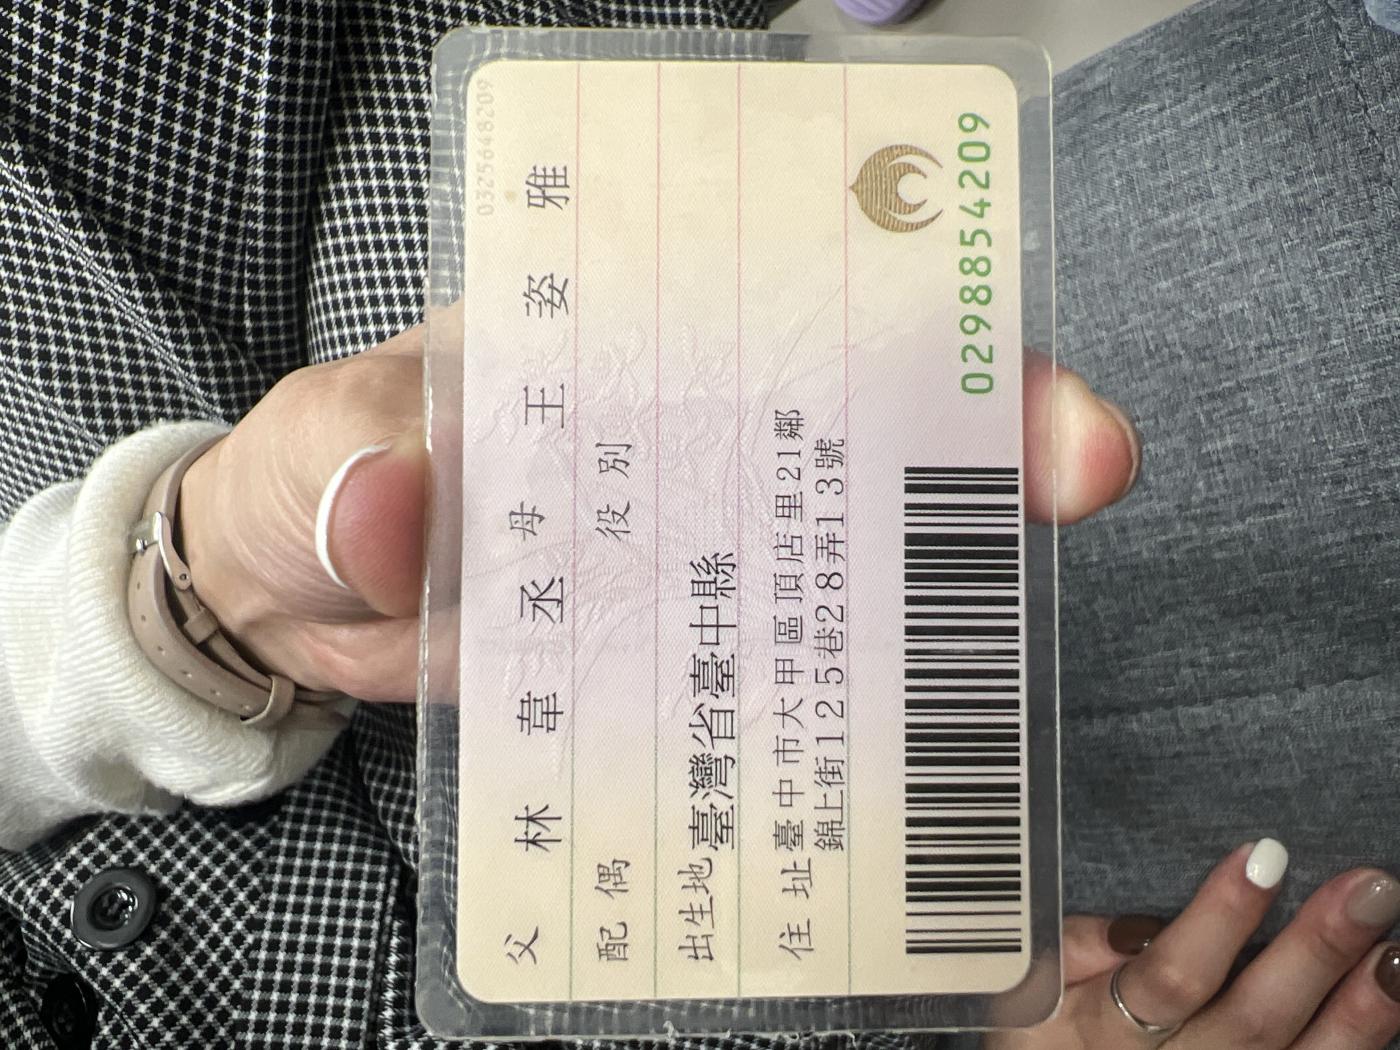 父 林 韋 丞 母 王 姿 雅
配 偶 役 別
出生地 臺灣省臺中縣
住 址 臺中市大甲區頂店里21鄰
錦上街125巷28弄13號
0298854209
0325648209